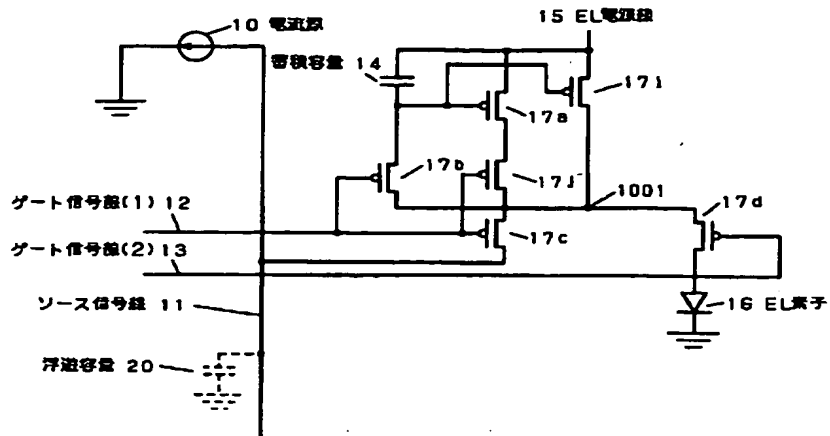 10 電流源
15 EL電源線
蓄積容量 14
17i
17a
17b
17j
1001
17d
ゲート信号線(1) 12
17c
ゲート信号線(2) 13
ソース信号線 11
16 EL素子
浮遊容量 20